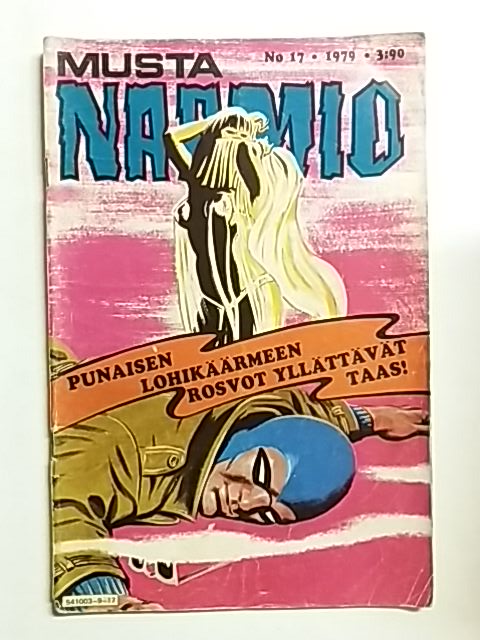 MUSTA
No 17 • 1979 • 3:90
NAAMIO
PUNAISEN
LOHIKÄÄRMEEN
ROSVOT YLLÄTTÄVÄT
TAAS!
541003-9-17